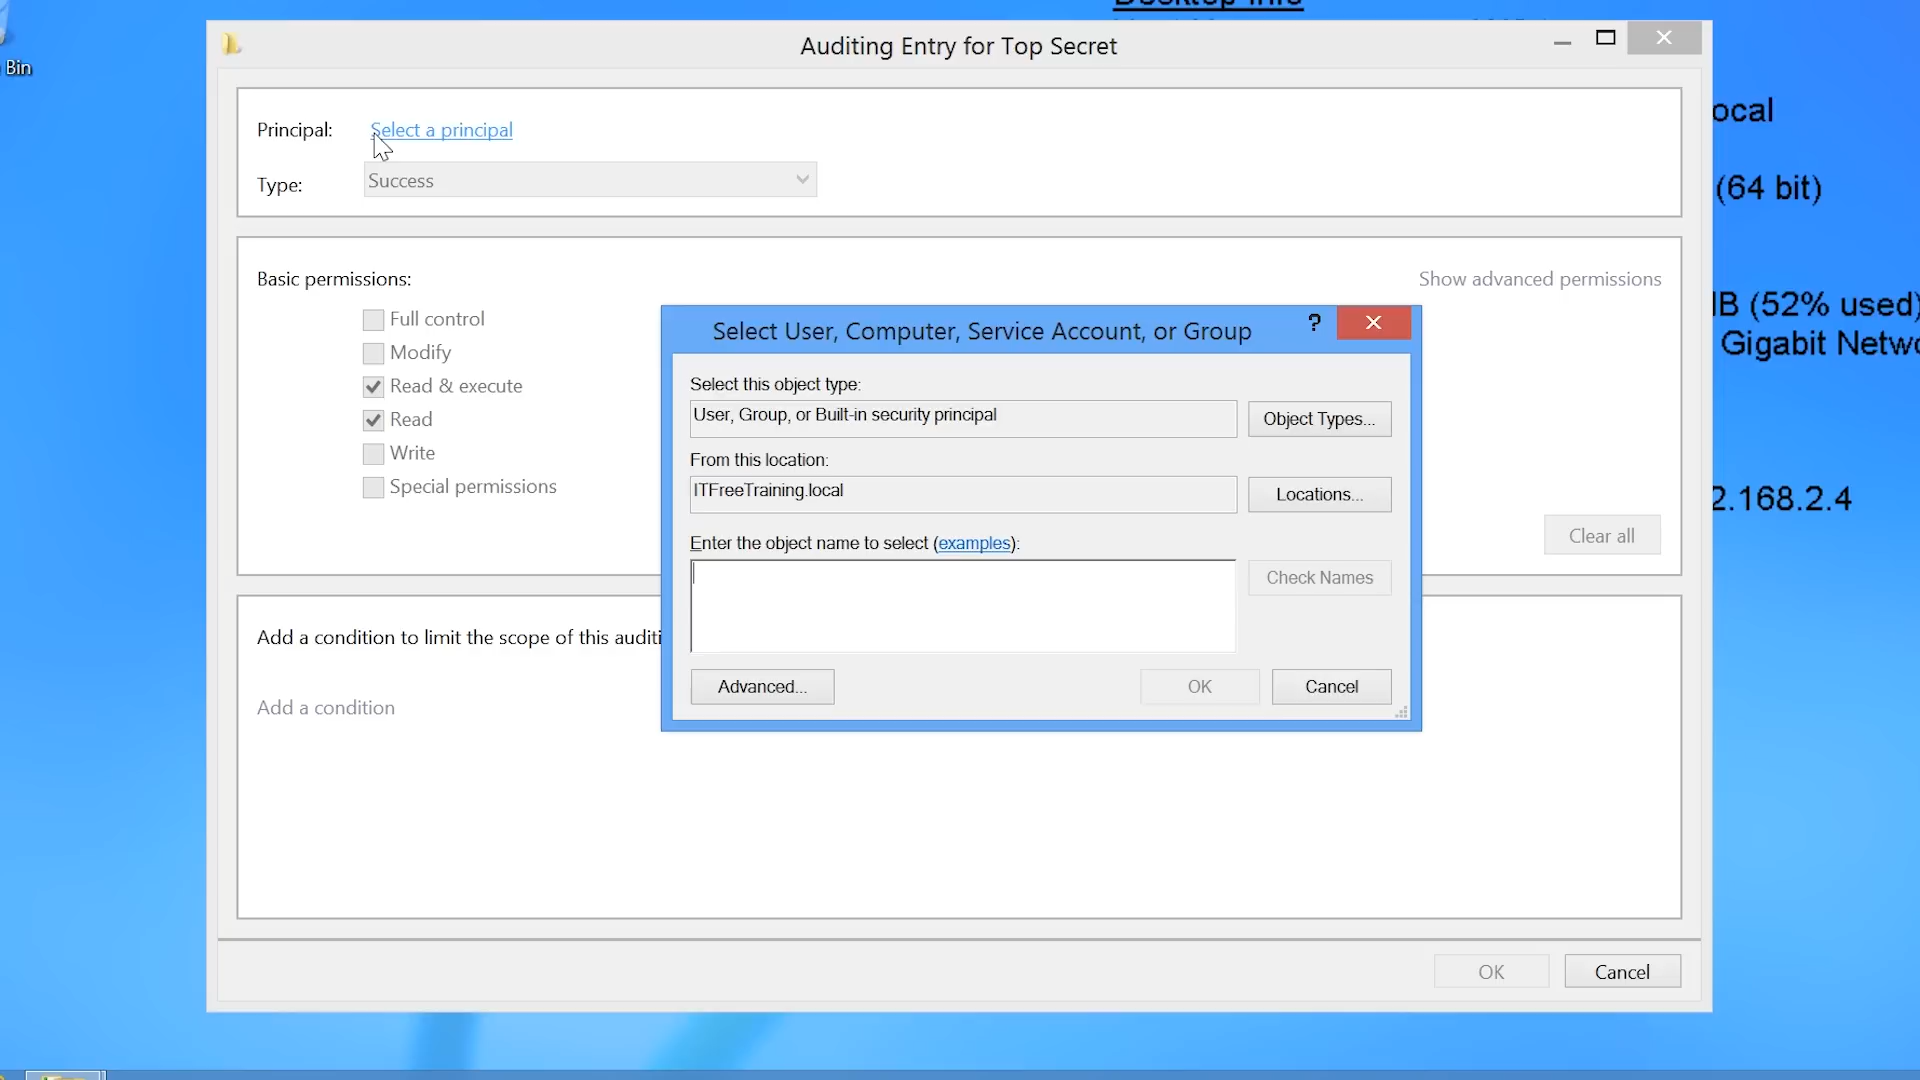 Bin
Auditing Entry for Top Secret
Principal:
Select a principal
Type:
Success
Basic permissions:
Show advanced permissions
Full control
Modify
Read & execute
Read
Write
Special permissions
Clear all
Add a condition to limit the scope of this auditi
Add a condition
OK
Cancel
Select User, Computer, Service Account, or Group
?
Select this object type:
User, Group, or Built-in security principal
Object Types...
From this location:
ITFreeTraining.local
Locations...
Enter the object name to select (examples):
Check Names
Advanced...
OK
Cancel
Desktop Info
ocal
(64 bit)
IB (52% used)
Gigabit Netwo
2.168.2.4